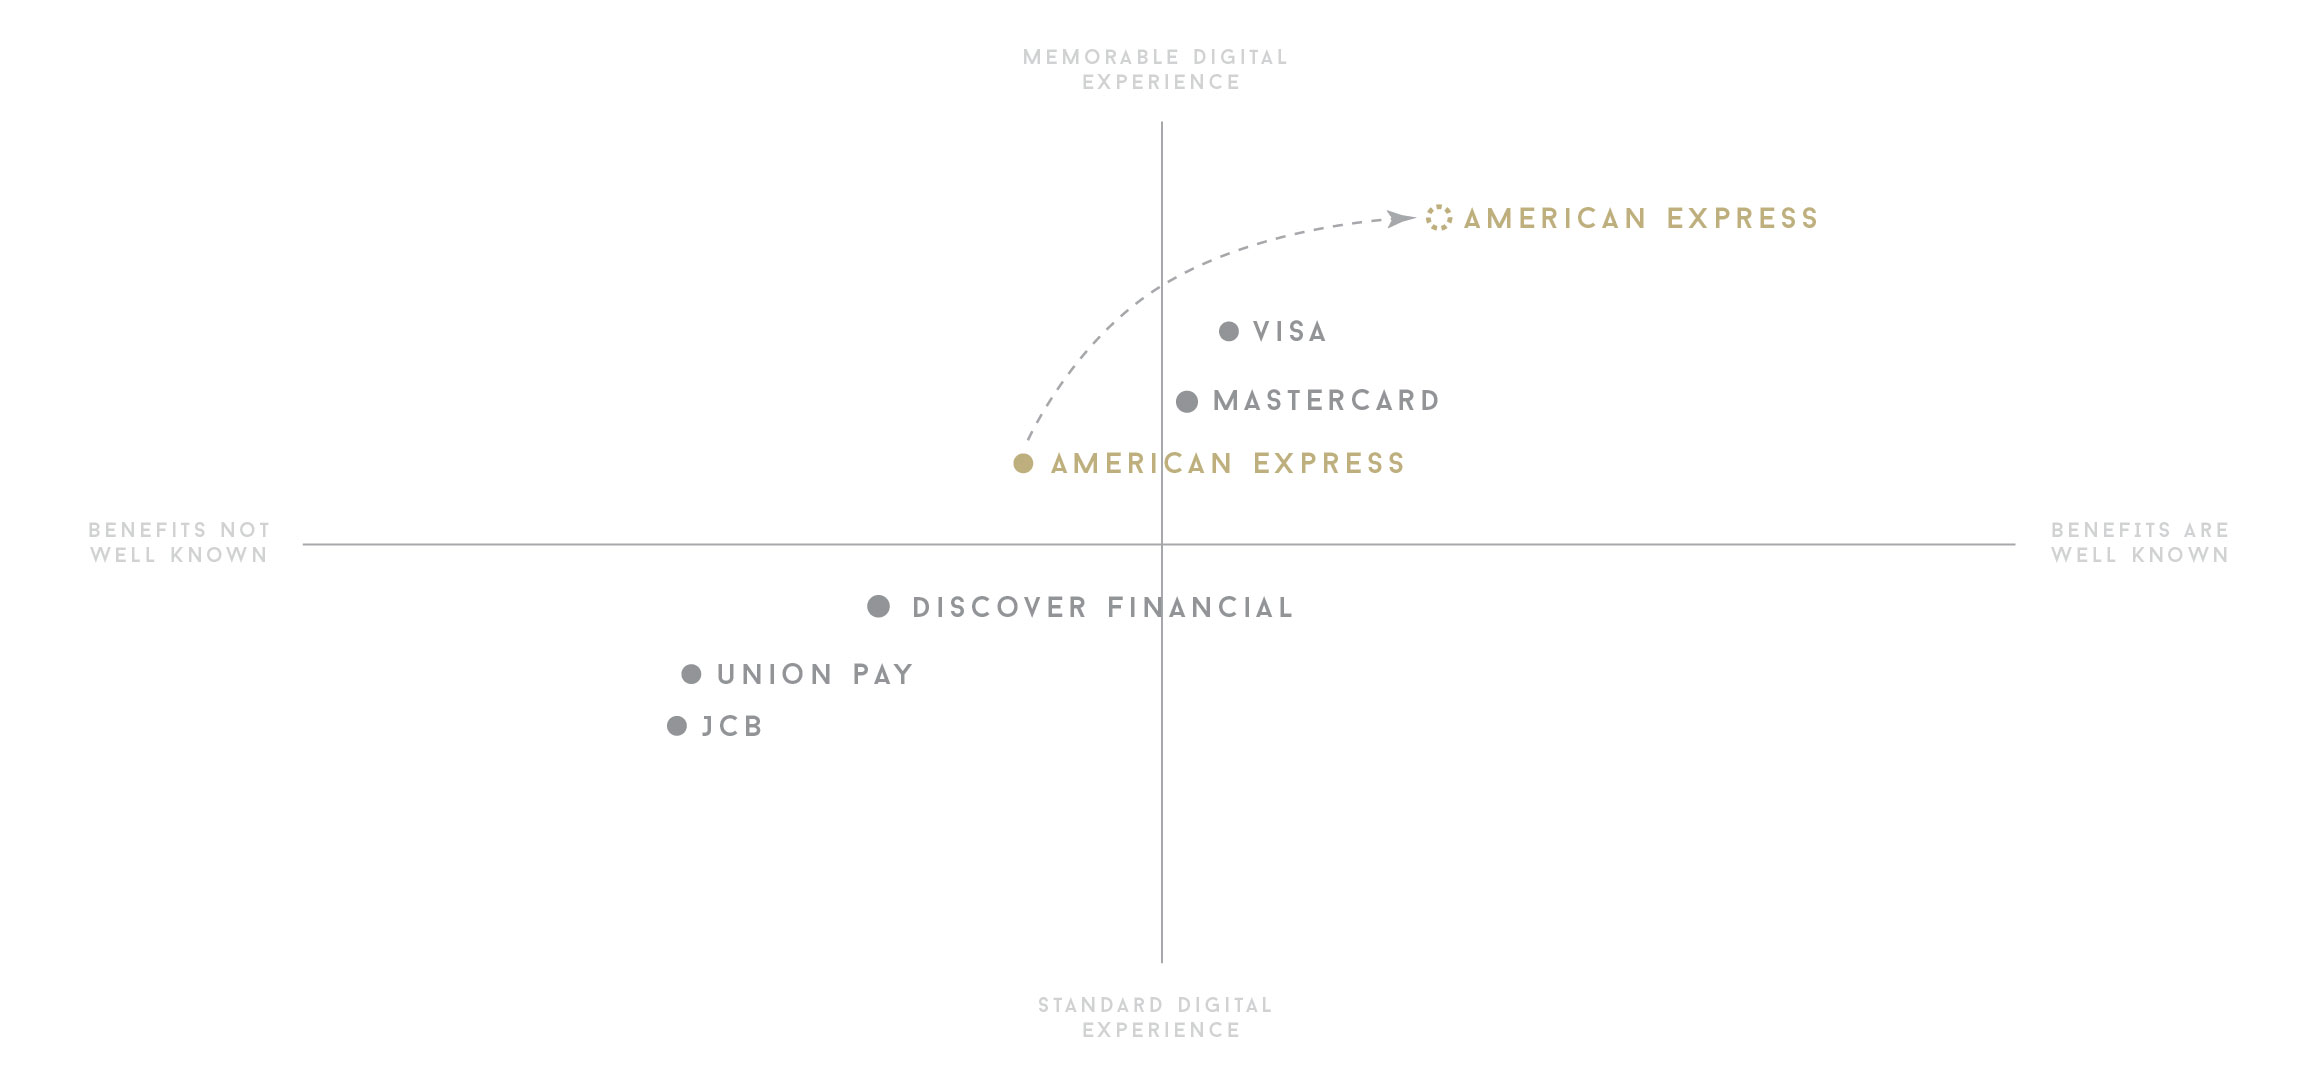 MEMORABLE DIGITAL
EXPERIENCE
AMERICAN EXPRESS
VISA
MASTERCARD
AMERICAN EXPRESS
BENEFITS NOT
WELL KNOWN
BENEFITS ARE
WELL KNOWN
DISCOVER FINANCIAL
UNION PAY
JCB
STANDARD DIGITAL
EXPERIENCE